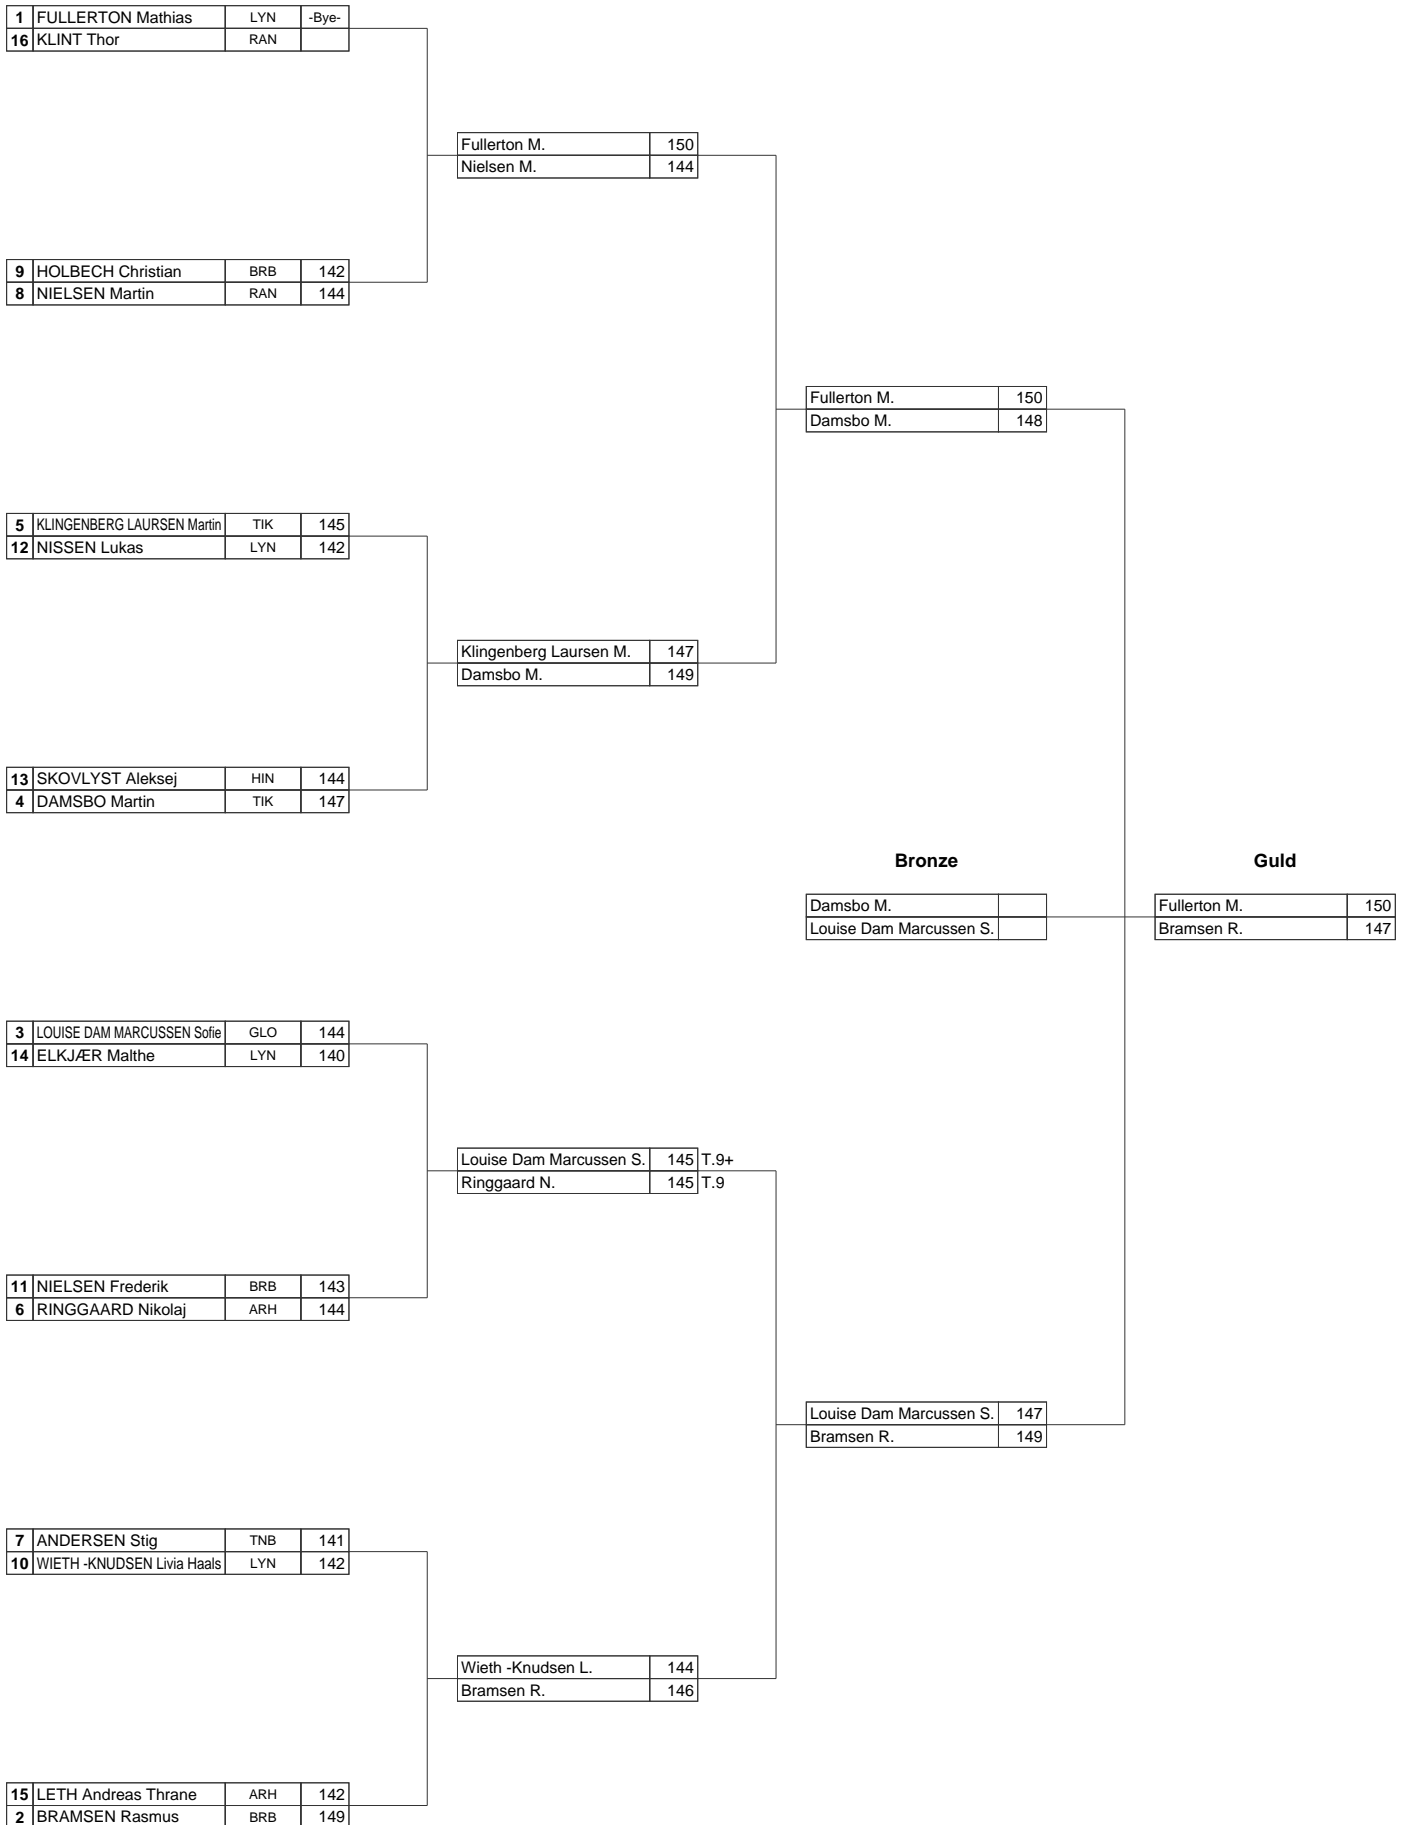 1 FULLERTON Mathias LYN -Bye-
16 KLINT Thor RAN
Fullerton M. 150
Nielsen M. 144
9 HOLBECH Christian BRB 142
8 NIELSEN Martin RAN 144
Fullerton M. 150
Damsbo M. 148
5 KLINGENBERG LAURSEN Martin TIK 145
12 NISSEN Lukas LYN 142
Klingenberg Laursen M. 147
Damsbo M. 149
13 SKOVLYST Aleksej HIN 144
4 DAMSBO Martin TIK 147
Bronze Guld
Damsbo M. Fullerton M. 150
Louise Dam Marcussen S. Bramsen R. 147
3 LOUISE DAM MARCUSSEN Sofie GLO 144
14 ELKJÆR Malthe LYN 140
Louise Dam Marcussen S. 145 T.9+
Ringgaard N. 145 T.9
11 NIELSEN Frederik BRB 143
6 RINGGAARD Nikolaj ARH 144
Louise Dam Marcussen S. 147
Bramsen R. 149
7 ANDERSEN Stig TNB 141
10 WIETH -KNUDSEN Livia Haals LYN 142
Wieth -Knudsen L. 144
Bramsen R. 146
15 LETH Andreas Thrane ARH 142
2 BRAMSEN Rasmus BRB 149